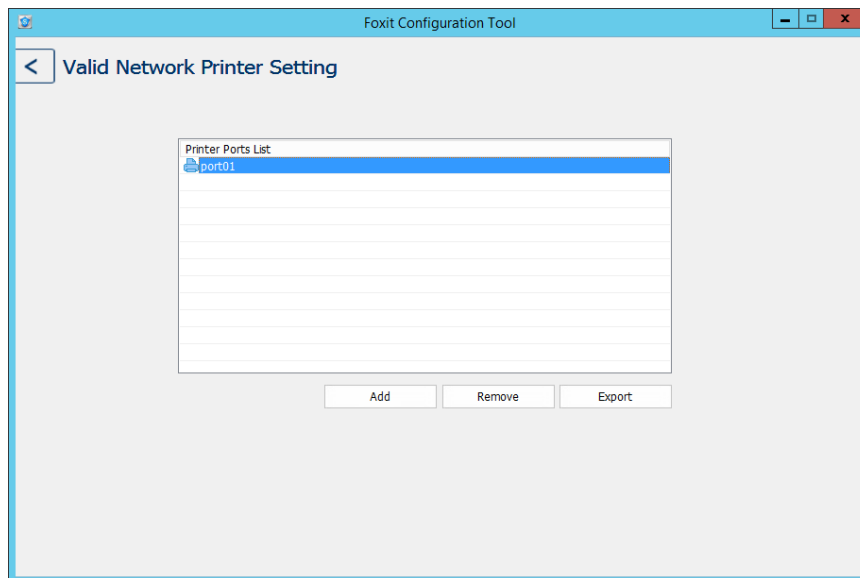 Foxit Configuration Tool
Valid Network Printer Setting
Printer Ports List
port01
Add Remove Export